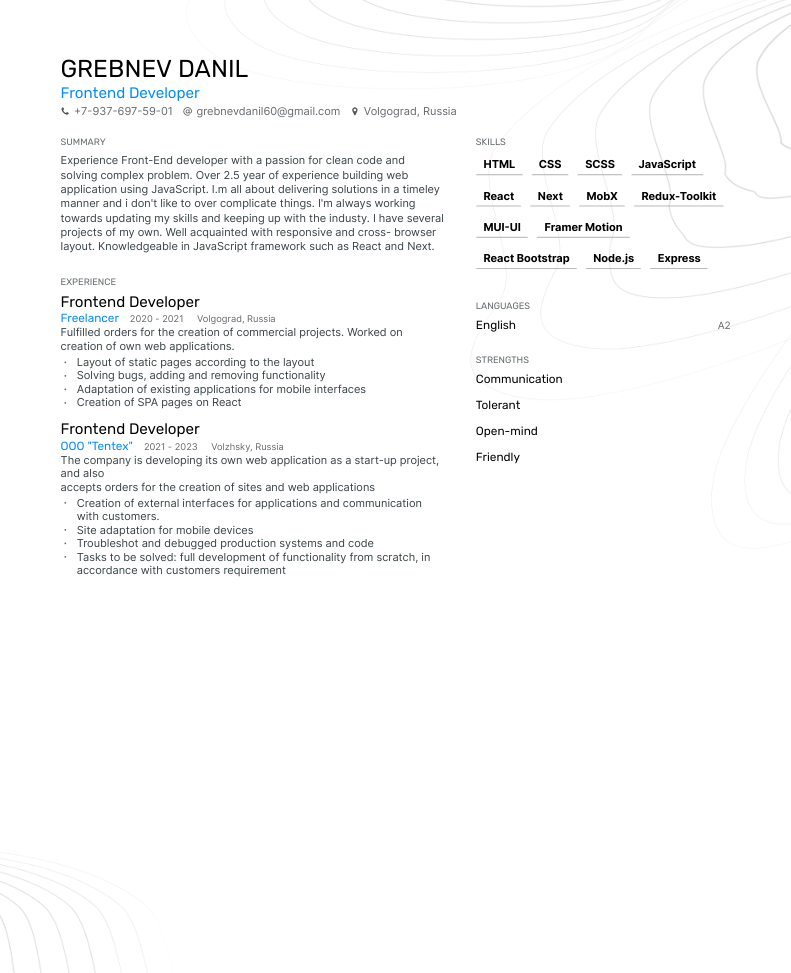 GREBNEV DANIL
Frontend Developer
+7-937-697-59-01 @ grebnevdanil60@gmail.com Volgograd, Russia
SUMMARY
Experience Front-End developer with a passion for clean code and
solving complex problem. Over 2.5 year of experience building web
application using JavaScript. I.m all about delivering solutions in a timeley
manner and i don't like to over complicate things. I'm always working
towards updating my skills and keeping up with the industy. I have several
projects of my own. Well acquainted with responsive and cross- browser
layout. Knowledgeable in JavaScript framework such as React and Next.
EXPERIENCE
Frontend Developer
Freelancer 2020 - 2021 Volgograd, Russia
Fulfilled orders for the creation of commercial projects. Worked on
creation of own web applications.
· Layout of static pages according to the layout
· Solving bugs, adding and removing functionality
· Adaptation of existing applications for mobile interfaces
· Creation of SPA pages on React
Frontend Developer
OOO "Tentex" 2021 - 2023 Volzhsky, Russia
The company is developing its own web application as a start-up project,
and also
accepts orders for the creation of sites and web applications
· Creation of external interfaces for applications and communication
with customers.
· Site adaptation for mobile devices
· Troubleshot and debugged production systems and code
· Tasks to be solved: full development of functionality from scratch, in
accordance with customers requirement
SKILLS
HTML CSS SCSS JavaScript
React Next MobX Redux-Toolkit
MUI-UI Framer Motion
React Bootstrap Node.js Express
LANGUAGES
English A2
STRENGTHS
Communication
Tolerant
Open-mind
Friendly